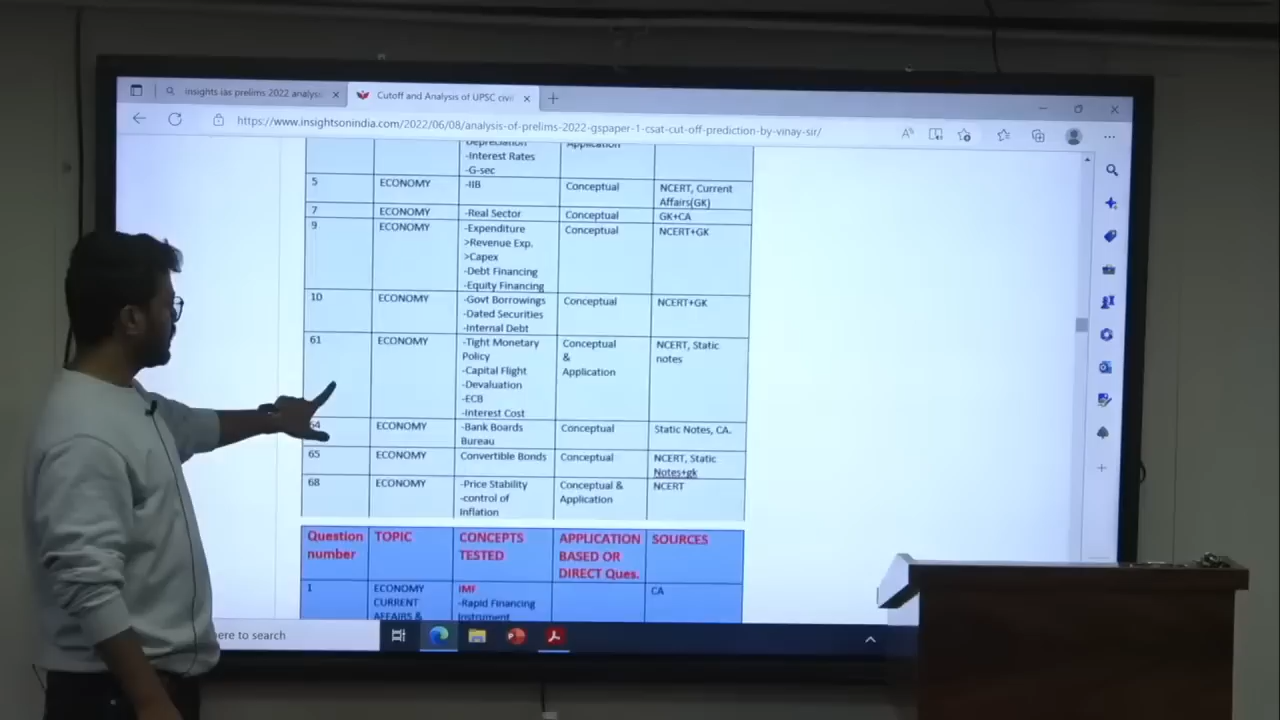 insights ias prelims 2022 analysis
Cutoff and Analysis of UPSC civi
https://www.insightsonindia.com/2022/06/08/analysis-of-prelims-2022-gspaper-1-csat-cut-off-prediction-by-vinay-sir/
Depreciation Application
-Interest Rates
-G-sec
5 ECONOMY -IIB Conceptual NCERT, Current
Affairs(GK)
7 ECONOMY -Real Sector Conceptual GK+CA
9 ECONOMY -Expenditure Conceptual NCERT+GK
>Revenue Exp.
>Capex
-Debt Financing
-Equity Financing
10 ECONOMY -Govt Borrowings Conceptual NCERT+GK
-Dated Securities
-Internal Debt
61 ECONOMY -Tight Monetary Conceptual NCERT, Static
Policy & notes
-Capital Flight Application
-Devaluation
-ECB
-Interest Cost
64 ECONOMY -Bank Boards Conceptual Static Notes, CA.
Bureau
65 ECONOMY Convertible Bonds Conceptual NCERT, Static
Notes+gk
68 ECONOMY -Price Stability Conceptual & NCERT
-control of Application
Inflation
Question TOPIC CONCEPTS APPLICATION SOURCES
number TESTED BASED OR
DIRECT Ques.
1 ECONOMY IMF CA
CURRENT -Rapid Financing
AFFAIRS & Instrument
ere to search